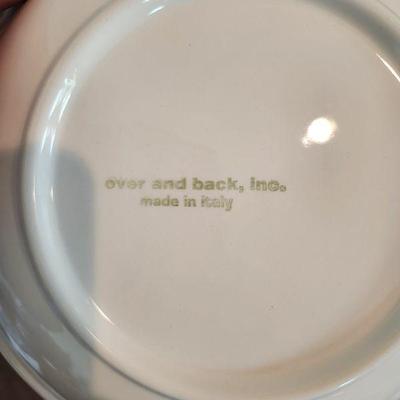 over and back, inc.
made in italy